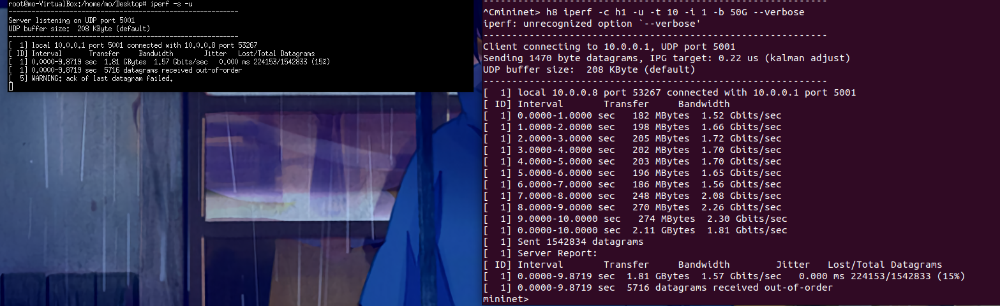 root@mo-VirtualBox:/home/mo/Desktop# iperf -s -u
------------------------------------------------------------
Server listening on UDP port 5001
UDP buffer size:  208 KByte (default)
------------------------------------------------------------
[  1] local 10.0.0.1 port 5001 connected with 10.0.0.8 port 53267
[ ID] Interval       Transfer     Bandwidth        Jitter   Lost/Total Datagrams
[  1] 0.0000-9.8719 sec  1.81 GBytes  1.57 Gbits/sec   0.000 ms 224153/1542833 (15%)
[  1] 0.0000-9.8719 sec  5716 datagrams received out-of-order
[  5] WARNING: ack of last datagram failed.
------------------------------------------------------------
^Cmininet> h8 iperf -c h1 -u -t 10 -i 1 -b 50G --verbose
iperf: unrecognized option `--verbose'
------------------------------------------------------------
Client connecting to 10.0.0.1, UDP port 5001
Sending 1470 byte datagrams, IPG target: 0.22 us (kalman adjust)
UDP buffer size:  208 KByte (default)
------------------------------------------------------------
[  1] local 10.0.0.8 port 53267 connected with 10.0.0.1 port 5001
[ ID] Interval       Transfer     Bandwidth
[  1] 0.0000-1.0000 sec   182 MBytes  1.52 Gbits/sec
[  1] 1.0000-2.0000 sec   198 MBytes  1.66 Gbits/sec
[  1] 2.0000-3.0000 sec   205 MBytes  1.72 Gbits/sec
[  1] 3.0000-4.0000 sec   202 MBytes  1.70 Gbits/sec
[  1] 4.0000-5.0000 sec   203 MBytes  1.70 Gbits/sec
[  1] 5.0000-6.0000 sec   196 MBytes  1.65 Gbits/sec
[  1] 6.0000-7.0000 sec   186 MBytes  1.56 Gbits/sec
[  1] 7.0000-8.0000 sec   248 MBytes  2.08 Gbits/sec
[  1] 8.0000-9.0000 sec   270 MBytes  2.26 Gbits/sec
[  1] 9.0000-10.0000 sec   274 MBytes  2.30 Gbits/sec
[  1] 0.0000-10.0000 sec  2.11 GBytes  1.81 Gbits/sec
[  1] Sent 1542834 datagrams
[  1] Server Report:
[ ID] Interval       Transfer     Bandwidth        Jitter   Lost/Total Datagrams
[  1] 0.0000-9.8719 sec  1.81 GBytes  1.57 Gbits/sec   0.000 ms 224153/1542833 (15%)
[  1] 0.0000-9.8719 sec  5716 datagrams received out-of-order
mininet>